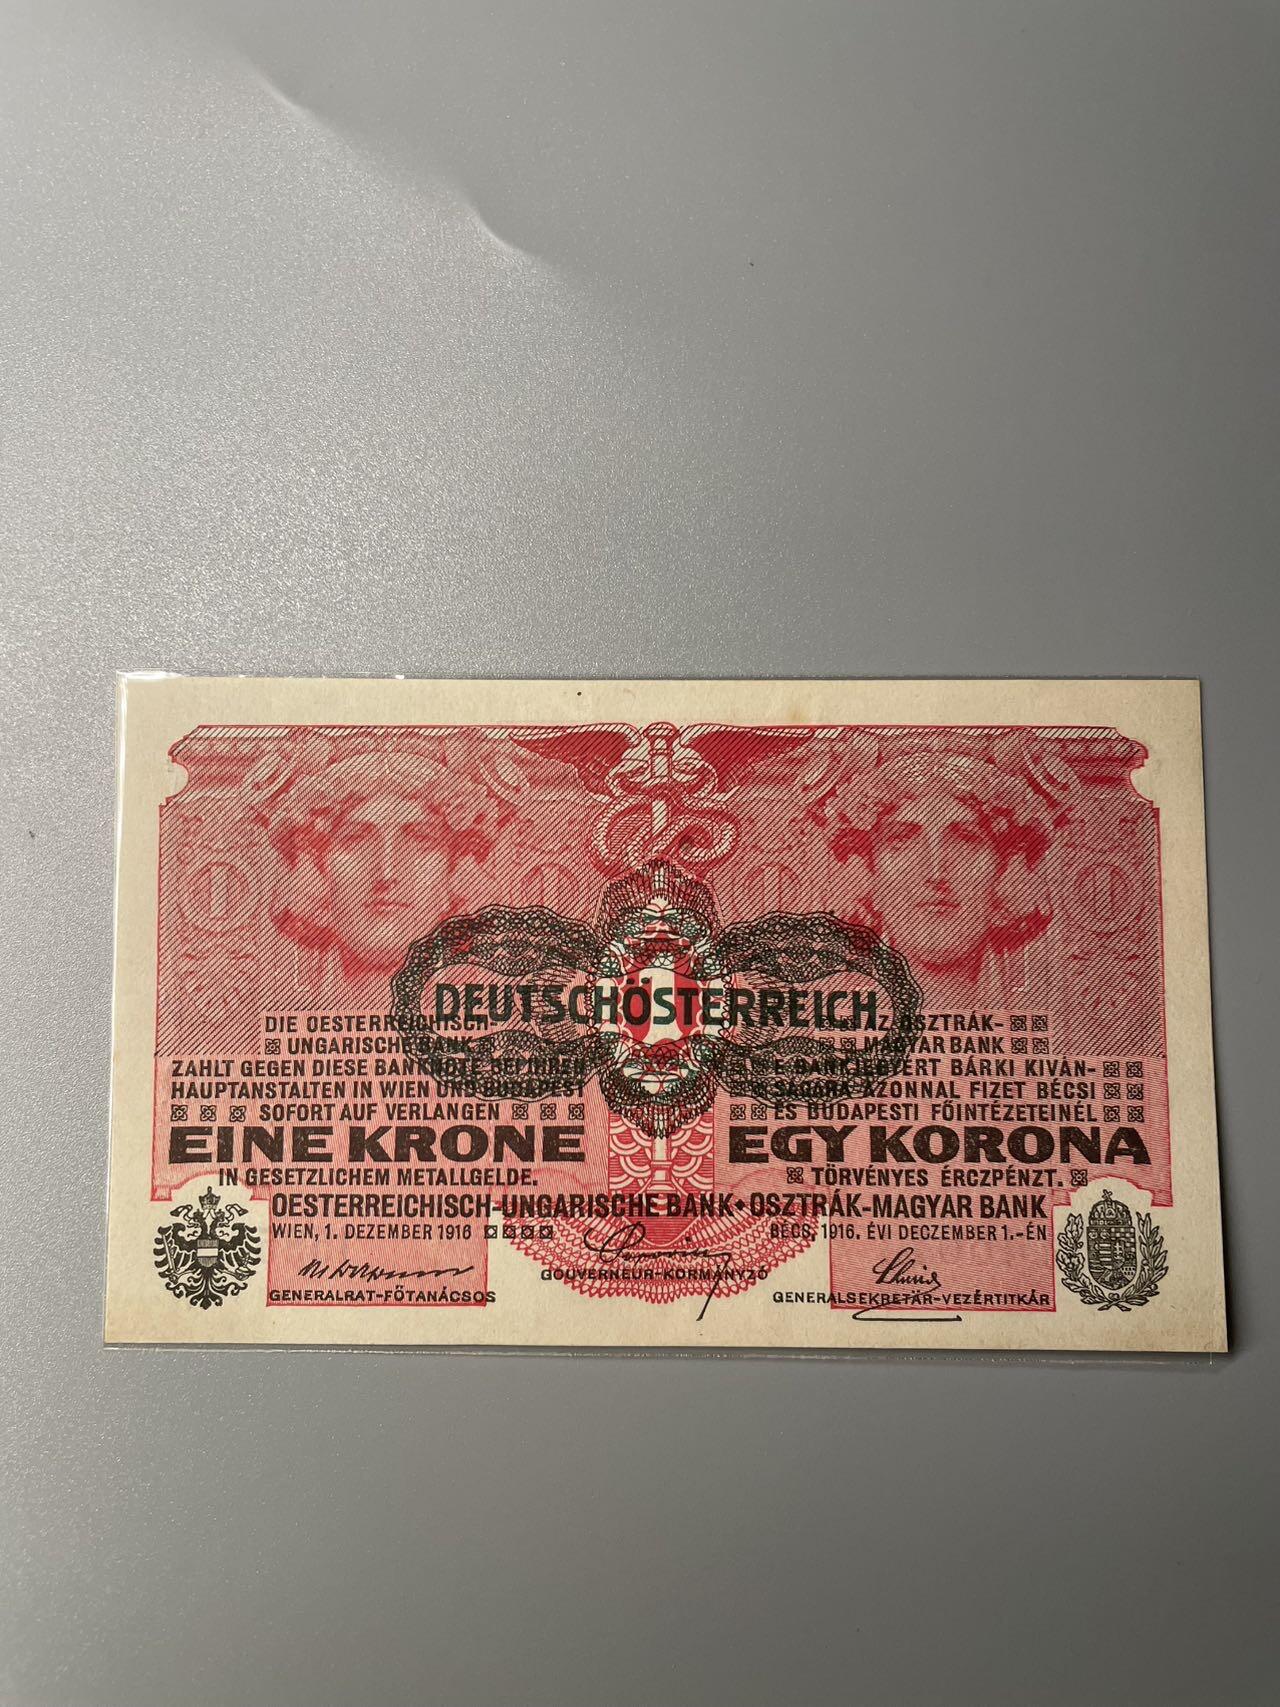 DEUTSCHÖSTERREICH
DIE OESTERREICHISCH-
UNGARISCHE BANK
ZAHLT GEGEN DIESE BANKNOTE BEI IHREN
HAUPTANSTALTEN IN WIEN UND BUDAPEST
SOFORT AUF VERLANGEN
EINE KRONE
IN GESETZLICHEM METALLGELDE.
AZ OSZTRÁK-
MAGYAR BANK
E BANKJEGYÉRT BÁRKI KIVÁN-
SÁGÁRA AZONNAL FIZET BÉCSI
ÉS BUDAPESTI FŐINTÉZETEINÉL
EGY KORONA
TÖRVÉNYES ÉRCZPÉNZT.
OESTERREICHISCH-UNGARISCHE BANK • OSZTRÁK-MAGYAR BANK
WIEN, 1. DEZEMBER 1916
BÉCS, 1916. ÉVI DECZEMBER 1.-ÉN
GENERALRAT-FŐTANÁCSOS
GOUVERNEUR-KORMÁNYZÓ
GENERALSEKRETÄR-VEZÉRTITKÁR